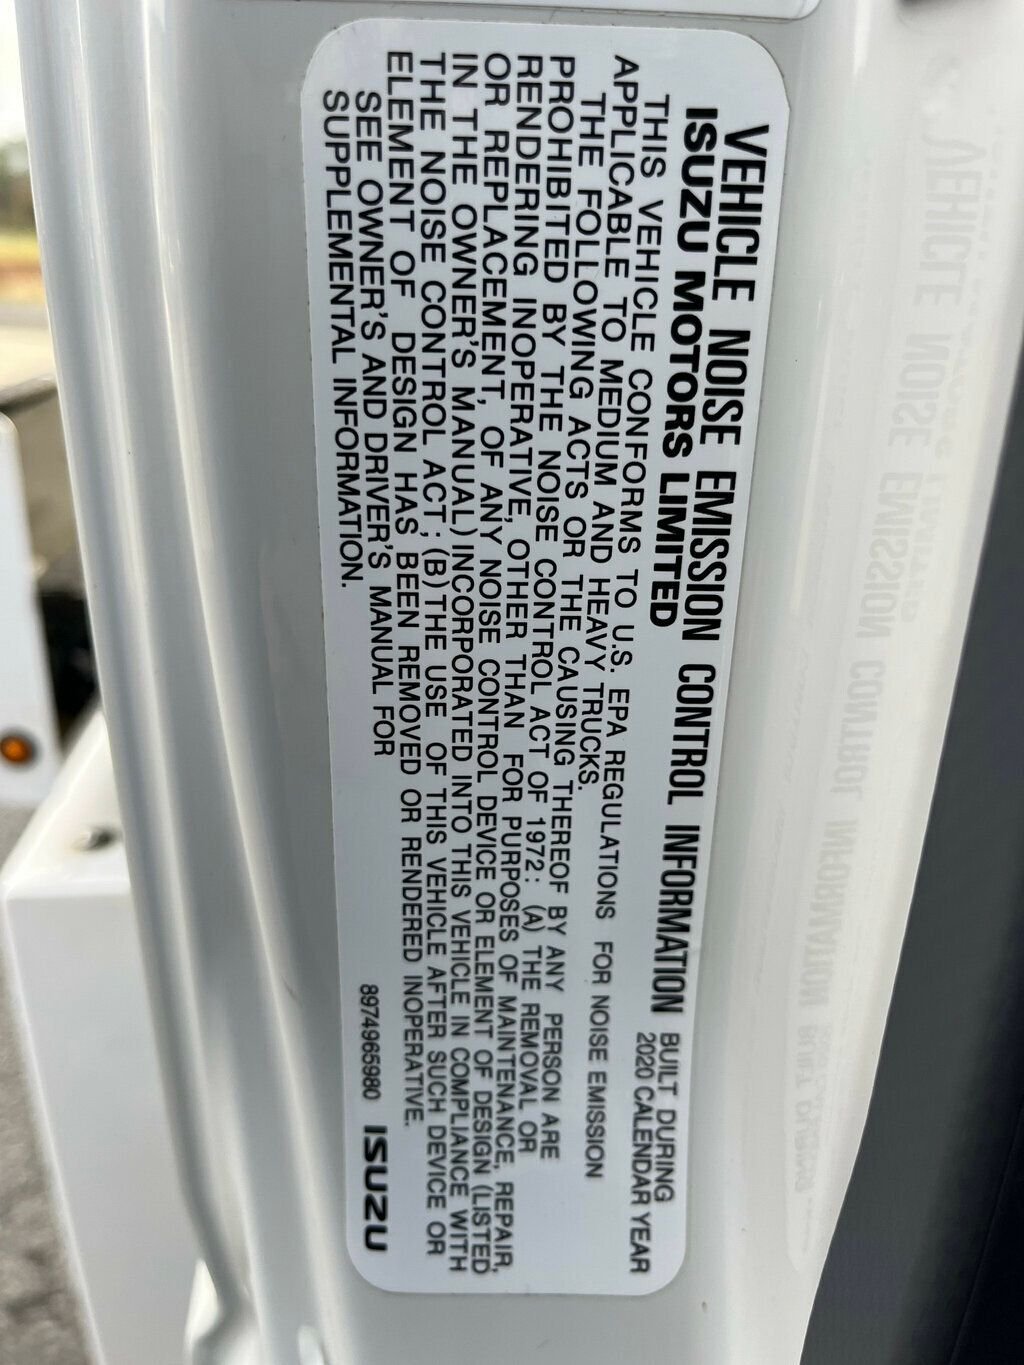 VEHICLE NOISE EMISSION CONTROL INFORMATION
BUILT DURING
2020 CALENDAR YEAR
ISUZU MOTORS LIMITED
THIS VEHICLE CONFORMS TO U.S. EPA REGULATIONS FOR NOISE EMISSION
APPLICABLE TO MEDIUM AND HEAVY TRUCKS.
THE FOLLOWING ACTS OR THE CAUSING THEREOF BY ANY PERSON ARE
PROHIBITED BY THE NOISE CONTROL ACT OF 1972: (A) THE REMOVAL OR
RENDERING INOPERATIVE, OTHER THAN FOR PURPOSES OF MAINTENANCE, REPAIR,
OR REPLACEMENT, OF ANY NOISE CONTROL DEVICE OR ELEMENT OF DESIGN (LISTED
IN THE OWNER'S MANUAL) INCORPORATED INTO THIS VEHICLE IN COMPLIANCE WITH
THE NOISE CONTROL ACT; (B) THE USE OF THIS VEHICLE AFTER SUCH DEVICE OR
ELEMENT OF DESIGN HAS BEEN REMOVED OR RENDERED INOPERATIVE.
SEE OWNER'S AND DRIVER'S MANUAL FOR
SUPPLEMENTAL INFORMATION.
8974965980 ISUZU